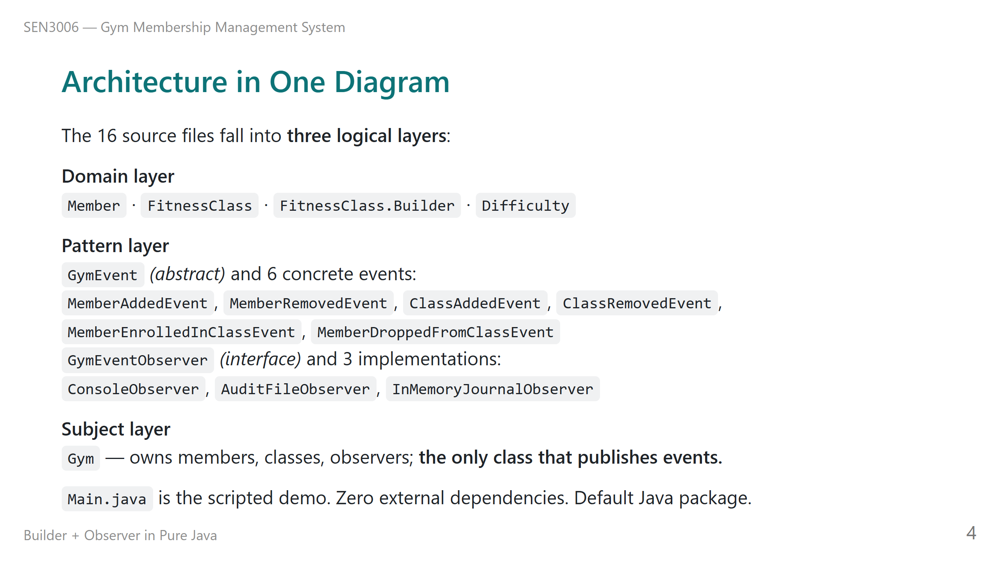 SEN3006 — Gym Membership Management System
Architecture in One Diagram
The 16 source files fall into three logical layers:
Domain layer
Member · FitnessClass · FitnessClass.Builder · Difficulty
Pattern layer
GymEvent (abstract) and 6 concrete events:
MemberAddedEvent, MemberRemovedEvent, ClassAddedEvent, ClassRemovedEvent,
MemberEnrolledInClassEvent, MemberDroppedFromClassEvent
GymEventObserver (interface) and 3 implementations:
ConsoleObserver, AuditFileObserver, InMemoryJournalObserver
Subject layer
Gym — owns members, classes, observers; the only class that publishes events.
Main.java is the scripted demo. Zero external dependencies. Default Java package.
Builder + Observer in Pure Java
4